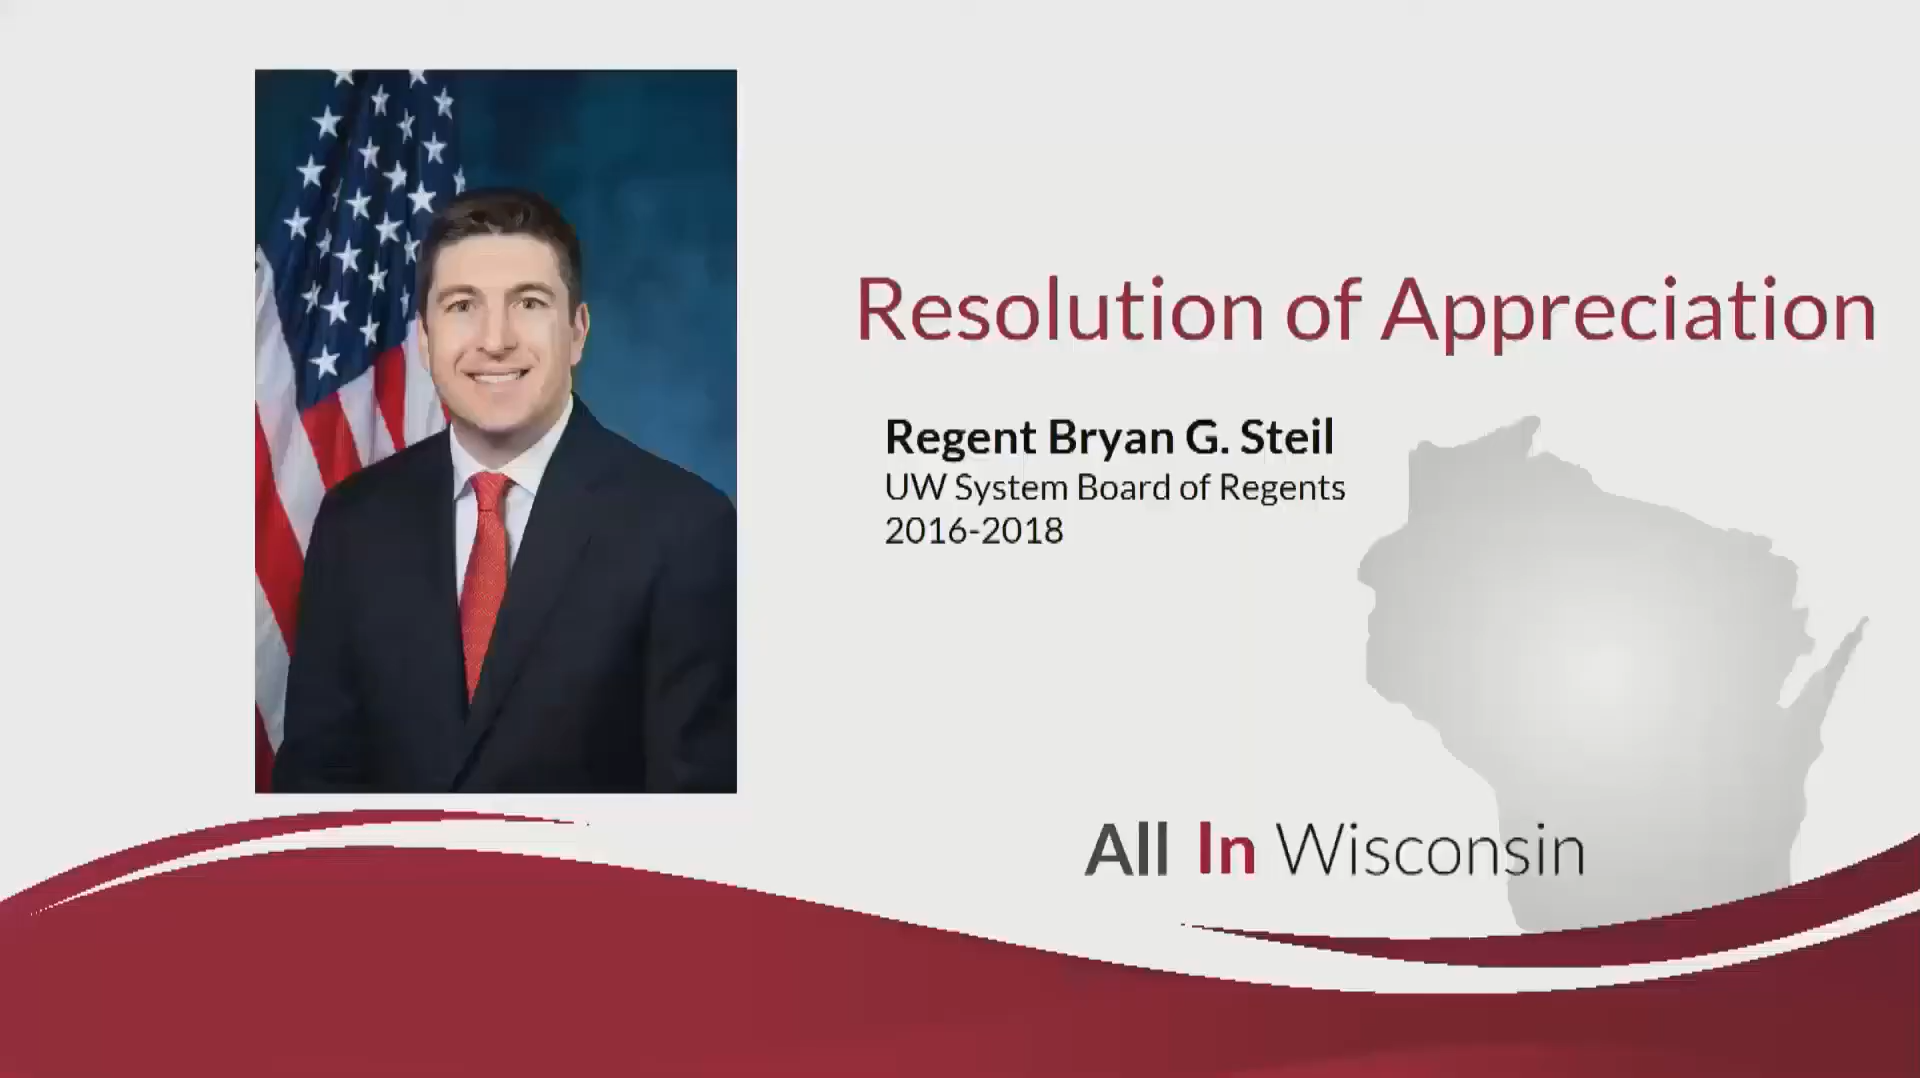 Resolution of Appreciation
Regent Bryan G. Steil
UW System Board of Regents
2016-2018
All In Wisconsin